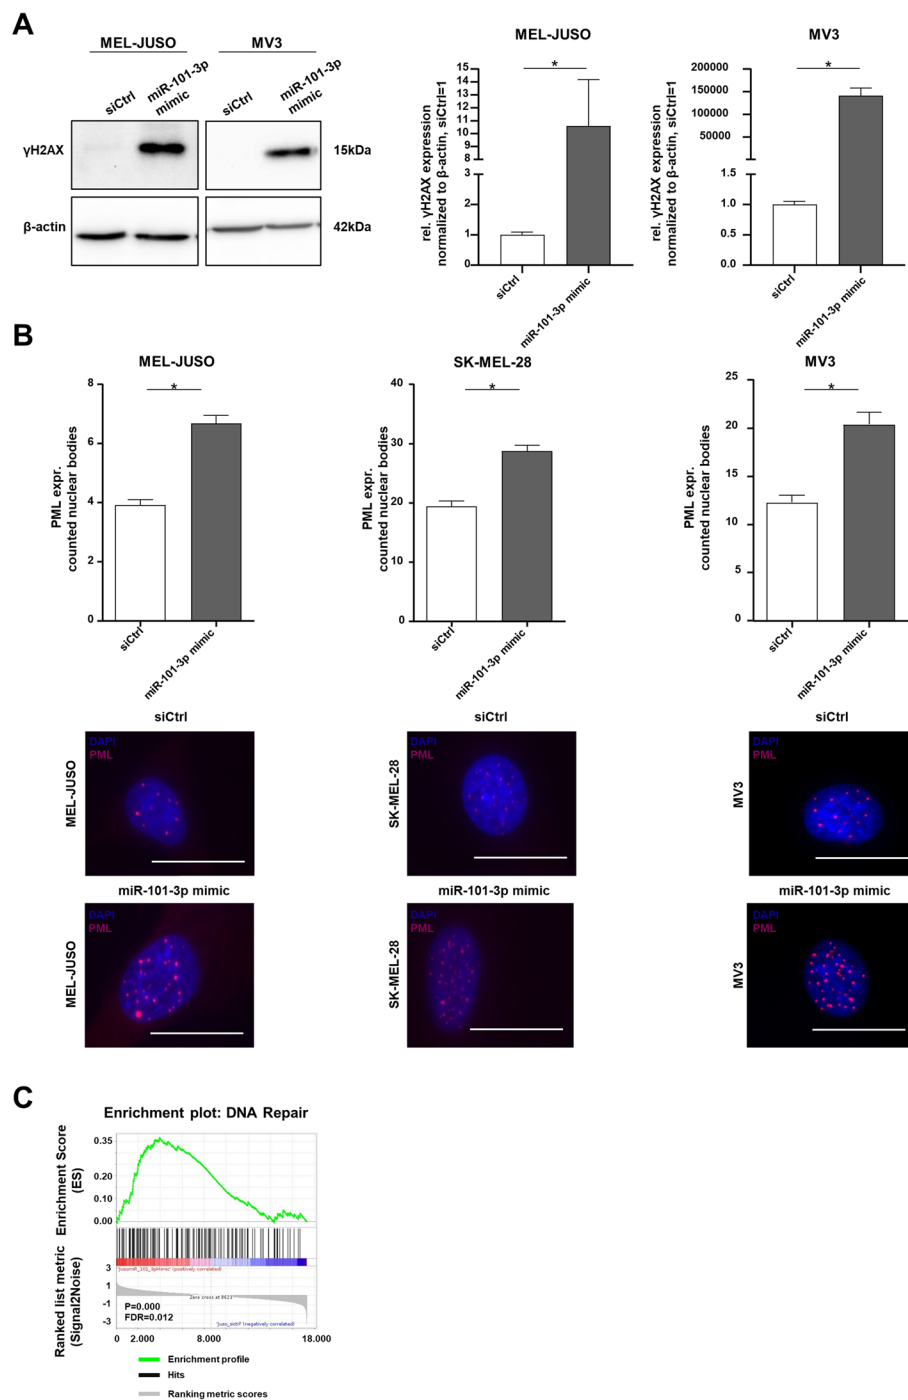 A
MEL-JUSO
MV3
siCtrl
miR-101-3p
mimic
siCtrl
miR-101-3p
mimic
γH2AX
15kDa
β-actin
42kDa
MEL-JUSO
rel. γH2AX expression
normalized to β-actin, siCtrl=1
15
14
13
12
11
10
9
8
4
3
2
1
0
*
siCtrl
miR-101-3p mimic
MV3
rel. γH2AX expression
normalized to β-actin, siCtrl=1
200000
150000
100000
50000
1.5
1.0
0.5
0.0
*
siCtrl
miR-101-3p mimic
B
MEL-JUSO
PML expr.
counted nuclear bodies
8
6
4
2
0
*
siCtrl
miR-101-3p mimic
SK-MEL-28
PML expr.
counted nuclear bodies
40
30
20
10
0
*
siCtrl
miR-101-3p mimic
MV3
PML expr.
counted nuclear bodies
25
20
15
10
5
0
*
siCtrl
miR-101-3p mimic
siCtrl
MEL-JUSO
DAPI
PML
siCtrl
SK-MEL-28
DAPI
PML
siCtrl
MV3
DAPI
PML
miR-101-3p mimic
MEL-JUSO
DAPI
PML
miR-101-3p mimic
SK-MEL-28
DAPI
PML
miR-101-3p mimic
MV3
DAPI
PML
C
Enrichment plot: DNA Repair
Enrichment Score
(ES)
0.35
0.20
0.10
0.00
Ranked list metric
(Signal2Noise)
3
1
-1
-3
(positively correlated)
Zero cross at 8621
P=0.000
FDR=0.012
(negatively correlated)
0
2.000
8.000
18.000
Enrichment profile
Hits
Ranking metric scores